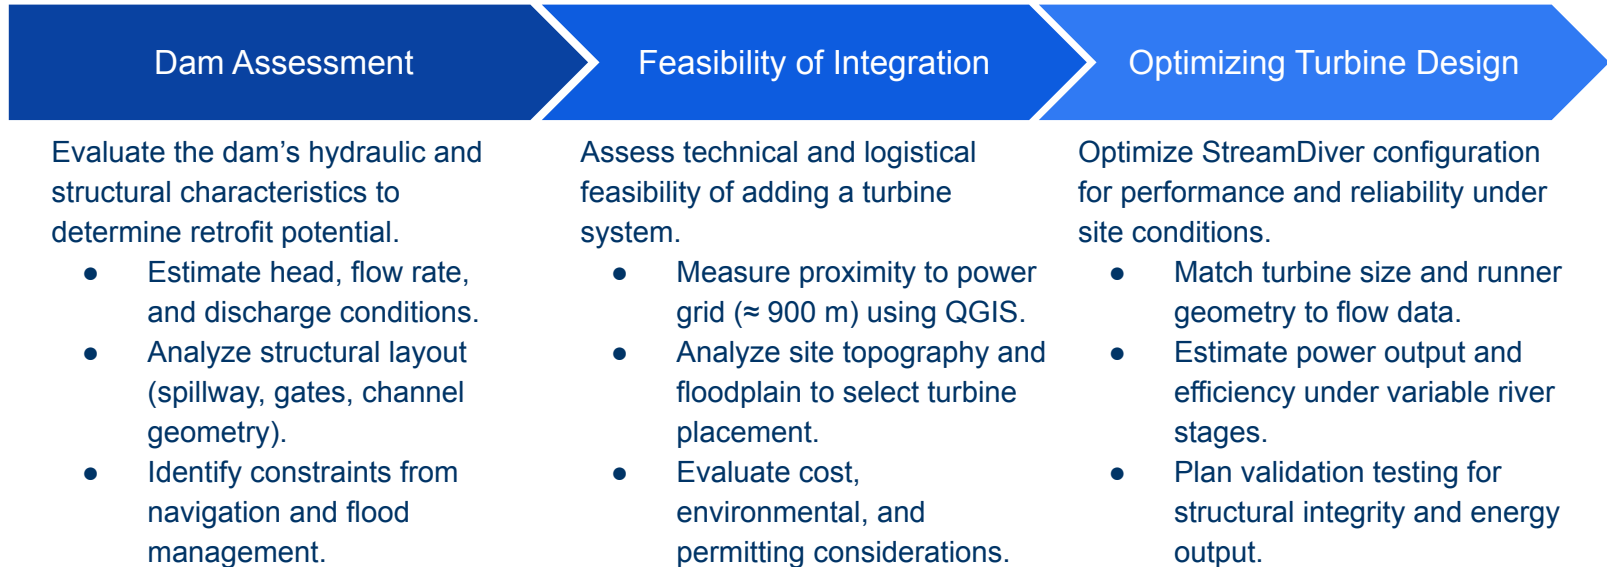 Dam Assessment
Feasibility of Integration
Optimizing Turbine Design
Evaluate the dam's hydraulic and
structural characteristics to
determine retrofit potential.
● Estimate head, flow rate,
and discharge conditions.
● Analyze structural layout
(spillway, gates, channel
geometry).
● Identify constraints from
navigation and flood
management.
Assess technical and logistical
feasibility of adding a turbine
system.
● Measure proximity to power
grid (≈ 900 m) using QGIS.
● Analyze site topography and
floodplain to select turbine
placement.
● Evaluate cost,
environmental, and
permitting considerations.
Optimize StreamDiver configuration
for performance and reliability under
site conditions.
● Match turbine size and runner
geometry to flow data.
● Estimate power output and
efficiency under variable river
stages.
● Plan validation testing for
structural integrity and energy
output.